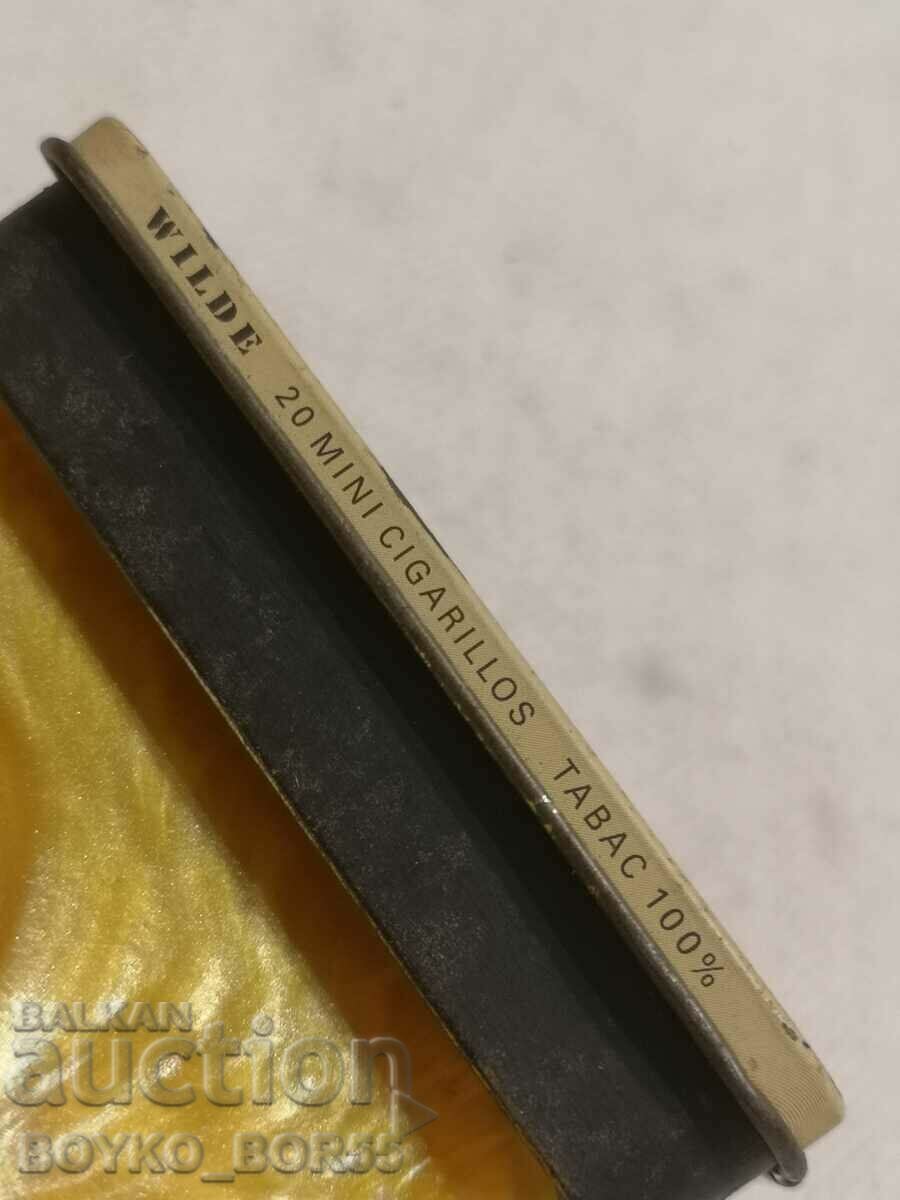 WILDE 20 MINI CIGARILLOS TABAC 100%
BALKAN
auction
BOYKO_BOR55